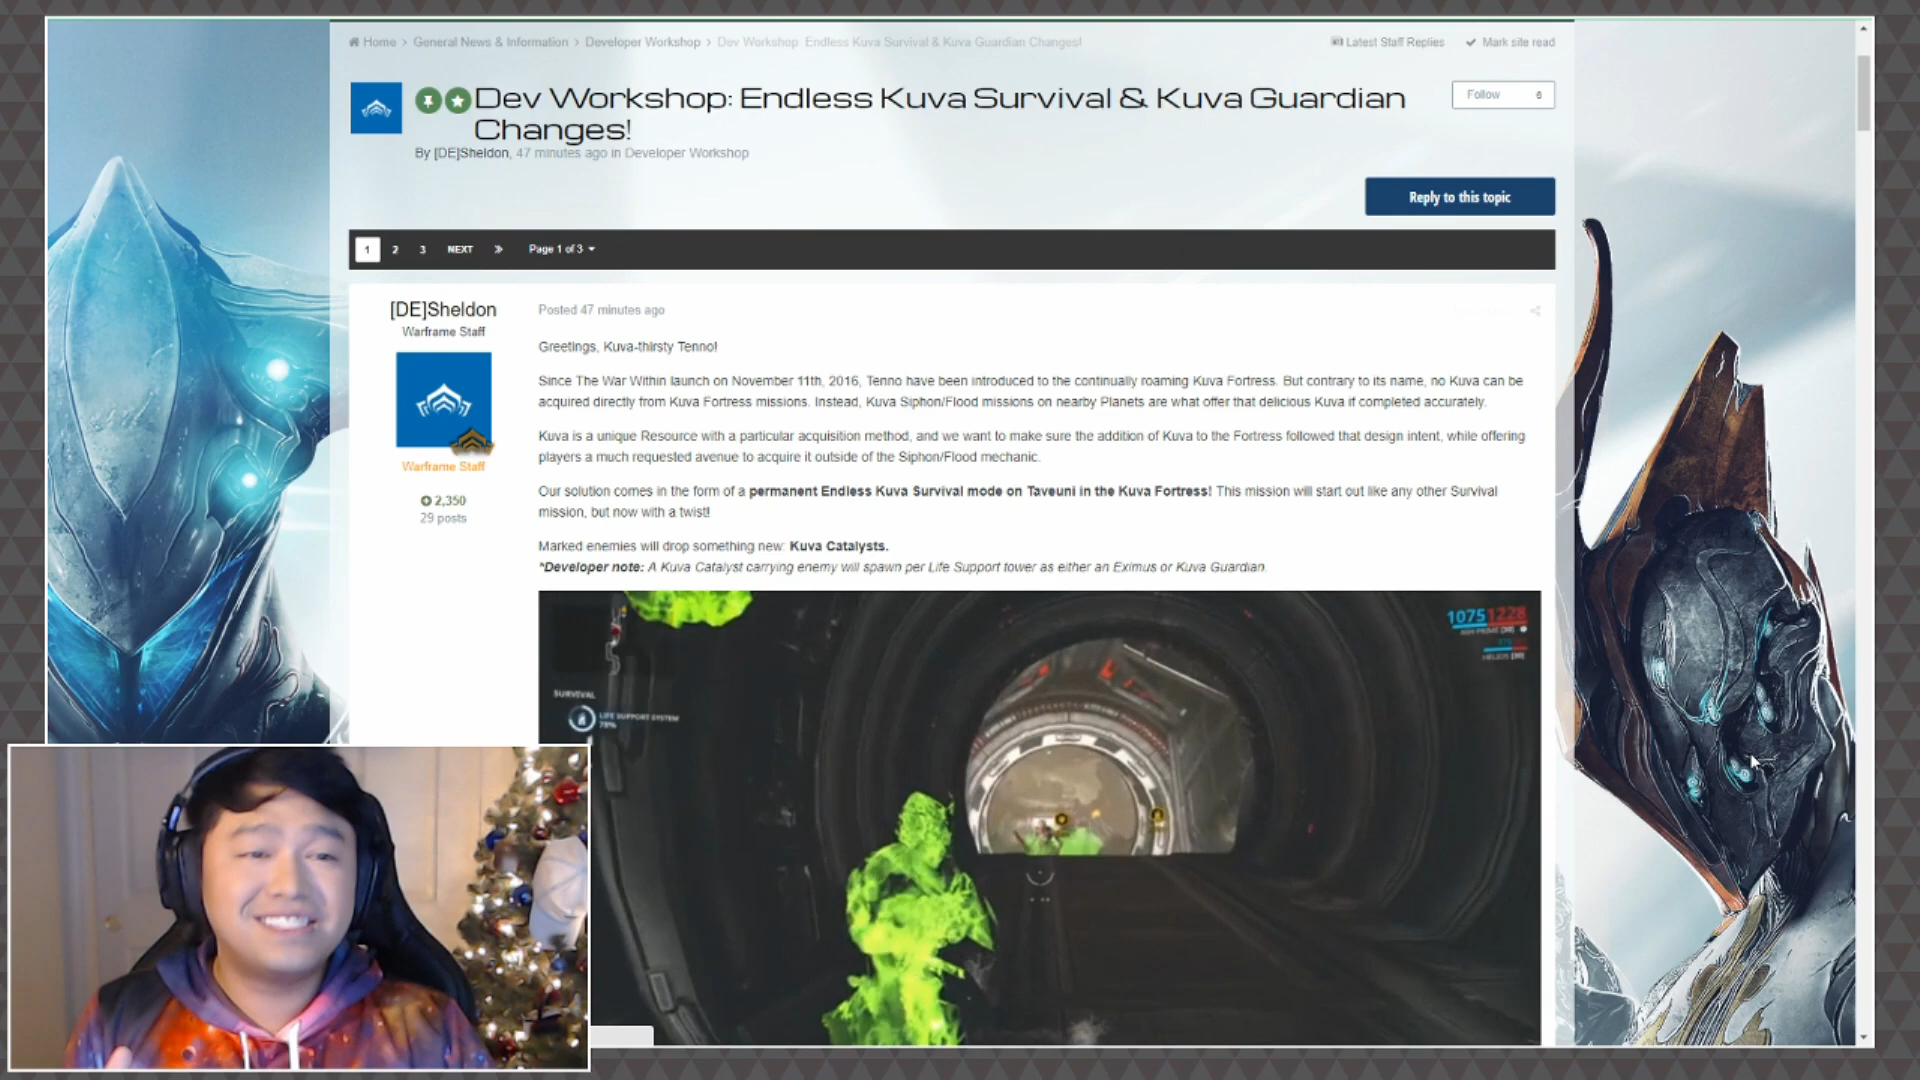 Home > General News & Information > Developer Workshop > Dev Workshop: Endless Kuva Survival & Kuva Guardian Changes!
Latest Staff Replies
Mark site read
Dev Workshop: Endless Kuva Survival & Kuva Guardian
Changes!
By [DE]Sheldon, 47 minutes ago in Developer Workshop
Follow 6
Reply to this topic
1 2 3 NEXT » Page 1 of 3
[DE]Sheldon
Warframe Staff
Warframe Staff
2,350
29 posts
Posted 47 minutes ago
Greetings, Kuva-thirsty Tenno!
Since The War Within launch on November 11th, 2016, Tenno have been introduced to the continually roaming Kuva Fortress. But contrary to its name, no Kuva can be
acquired directly from Kuva Fortress missions. Instead, Kuva Siphon/Flood missions on nearby Planets are what offer that delicious Kuva if completed accurately.
Kuva is a unique Resource with a particular acquisition method, and we want to make sure the addition of Kuva to the Fortress followed that design intent, while offering
players a much requested avenue to acquire it outside of the Siphon/Flood mechanic.
Our solution comes in the form of a permanent Endless Kuva Survival mode on Taveuni in the Kuva Fortress! This mission will start out like any other Survival
mission, but now with a twist!
Marked enemies will drop something new: Kuva Catalysts.
*Developer note: A Kuva Catalyst carrying enemy will spawn per Life Support tower as either an Eximus or Kuva Guardian.
1075 1228
SURVIVAL
LIFE SUPPORT SYSTEM
78%